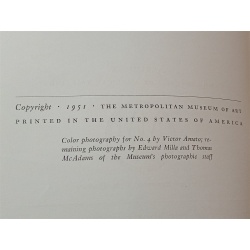 Copyright · 1951 · THE METROPOLITAN MUSEUM OF ART
PRINTED IN THE UNITED STATES OF AMERICA
Color photography for No. 4 by Victor Amato; re-
maining photographs by Edward Milla and Thomas
McAdams of the Museum's photographic staff